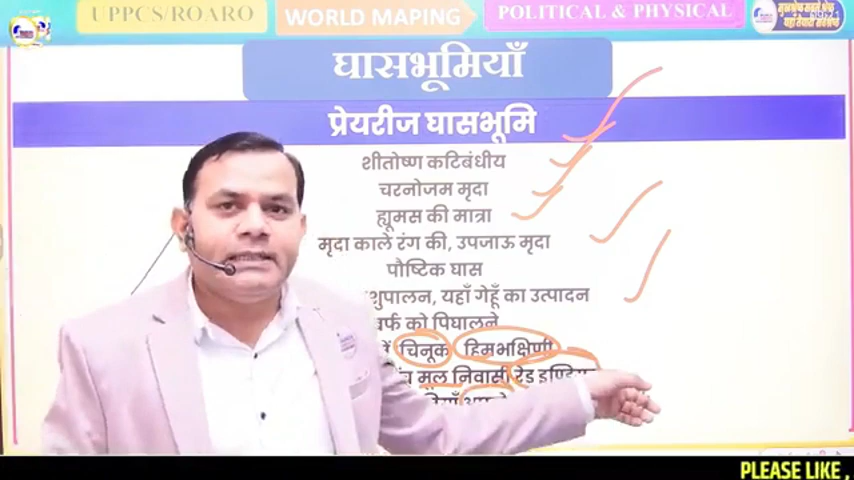 UPPCS/ROARO
WORLD MAPING
POLITICAL & PHYSICAL
घासभूमियाँ
प्रेयरीज घासभूमि
शीतोष्ण कटिबंधीय
चरनोजम मृदा
ह्यूमस की मात्रा
मृदा काले रंग की, उपजाऊ मृदा
पौष्टिक घास
शुपालन, यहाँ गेहूँ का उत्पादन
बर्फ को पिघालने
चिनूक हिमभक्षिणी
मूल निवासी रेड इण्डियन
PLEASE LIKE ,